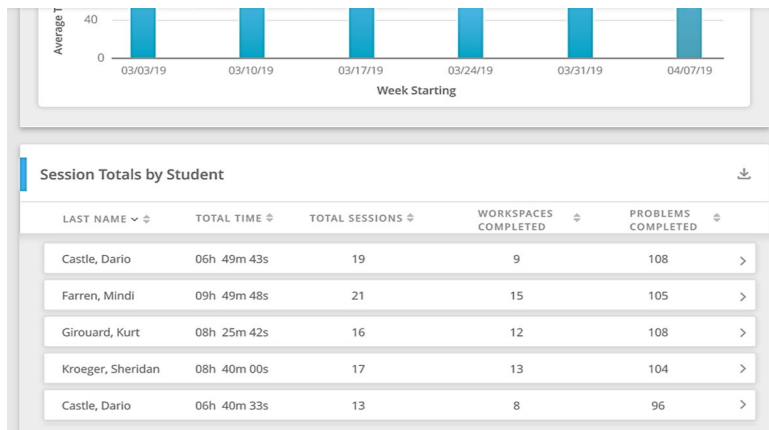 Average T
40
0
03/03/19 03/10/19 03/17/19 03/24/19 03/31/19 04/07/19
Week Starting
Session Totals by Student
LAST NAME TOTAL TIME TOTAL SESSIONS WORKSPACES COMPLETED PROBLEMS COMPLETED
Castle, Dario 06h 49m 43s 19 9 108
Farren, Mindi 09h 49m 48s 21 15 105
Girouard, Kurt 08h 25m 42s 16 12 108
Kroeger, Sheridan 08h 40m 00s 17 13 104
Castle, Dario 06h 40m 33s 13 8 96